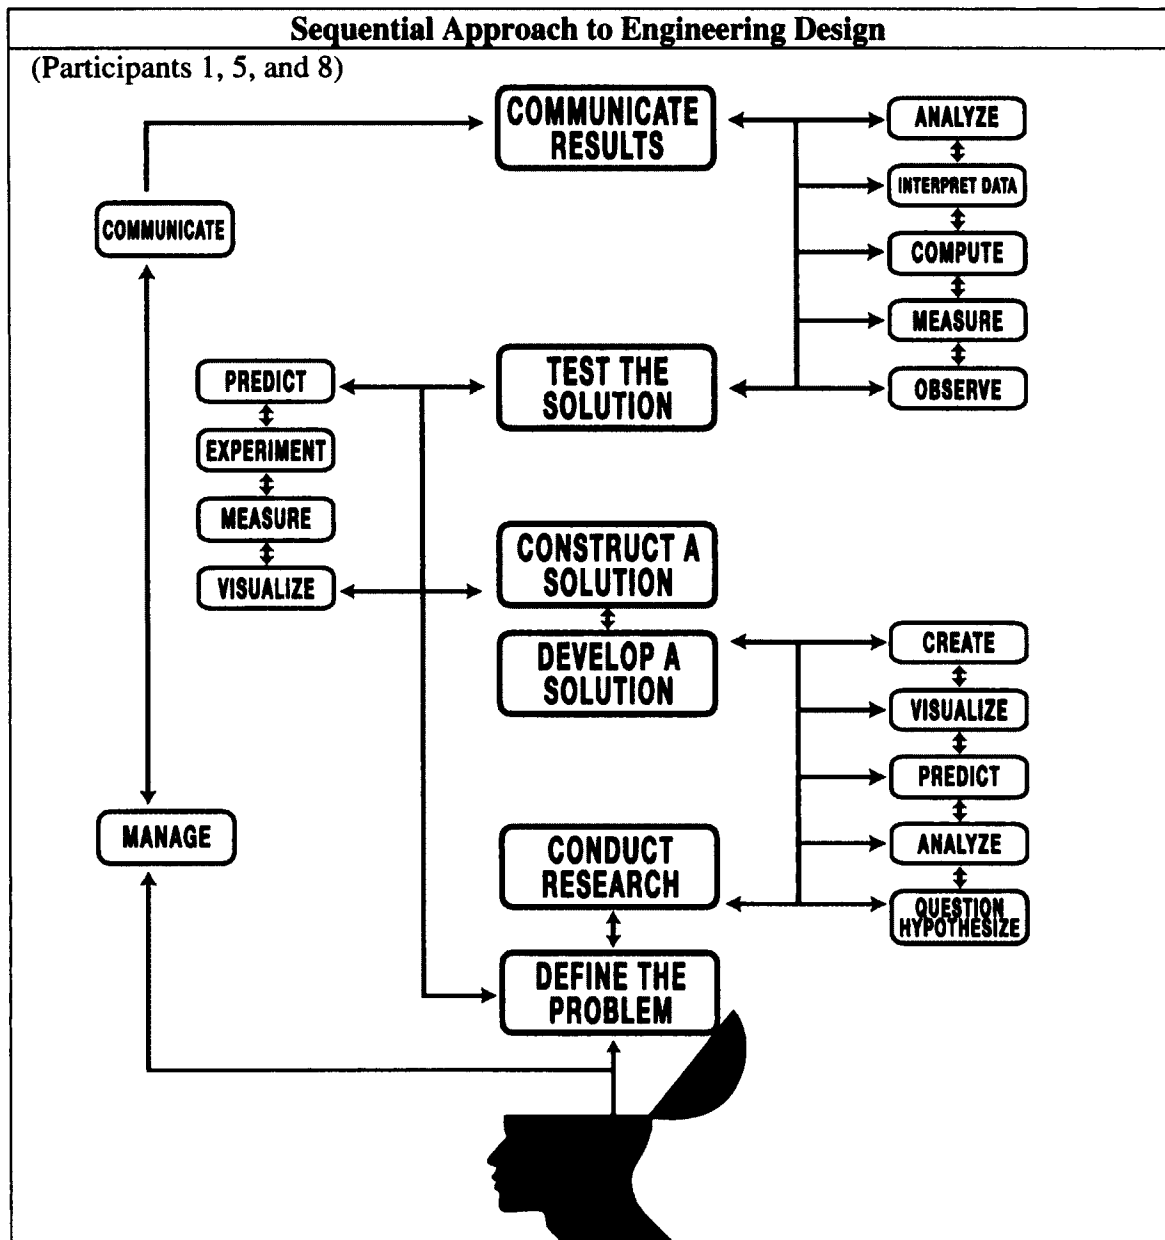 Sequential Approach to Engineering Design
(Participants 1, 5, and 8)
COMMUNICATE
RESULTS
ANALYZE
INTERPRET DATA
COMPUTE
MEASURE
OBSERVE
COMMUNICATE
PREDICT
EXPERIMENT
MEASURE
VISUALIZE
TEST THE
SOLUTION
CONSTRUCT A
SOLUTION
DEVELOP A
SOLUTION
CREATE
VISUALIZE
PREDICT
ANALYZE
QUESTION
HYPOTHESIZE
MANAGE
CONDUCT
RESEARCH
DEFINE THE
PROBLEM